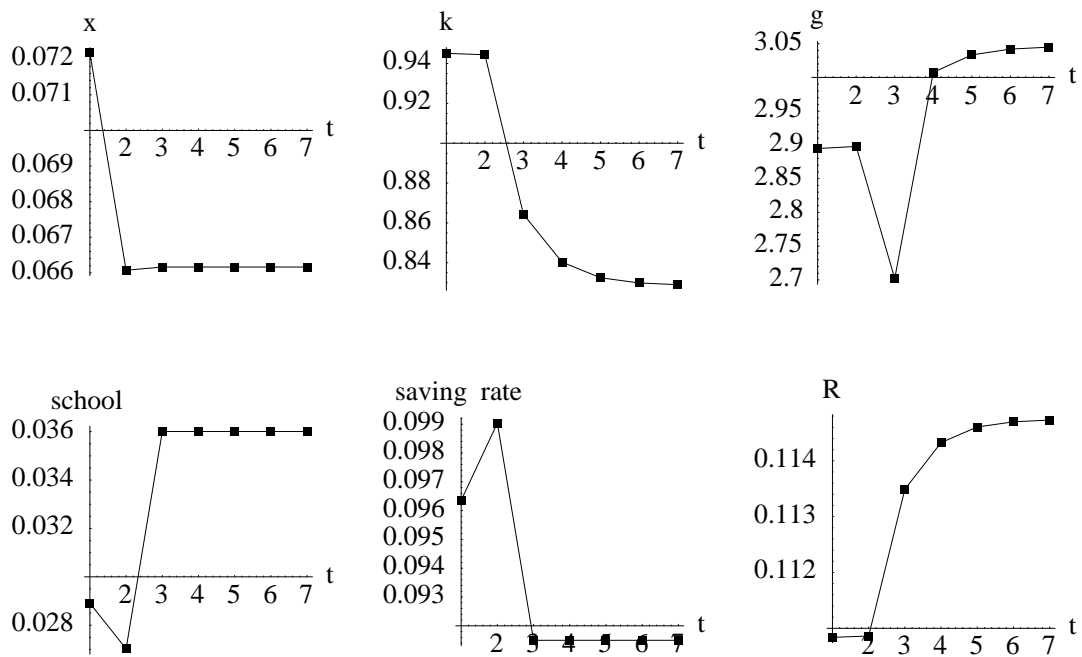 x
0.072
0.071
0.069
0.068
0.067
0.066
2 3 4 5 6 7
t
k
0.94
0.92
0.88
0.86
0.84
2 3 4 5 6 7
t
g
3.05
2.95
2.9
2.85
2.8
2.75
2.7
2 3 4 5 6 7
t
school
0.036
0.034
0.032
0.028
2 3 4 5 6 7
t
saving rate
0.099
0.098
0.097
0.096
0.095
0.094
0.093
2 3 4 5 6 7
t
R
0.114
0.113
0.112
2 3 4 5 6 7
t